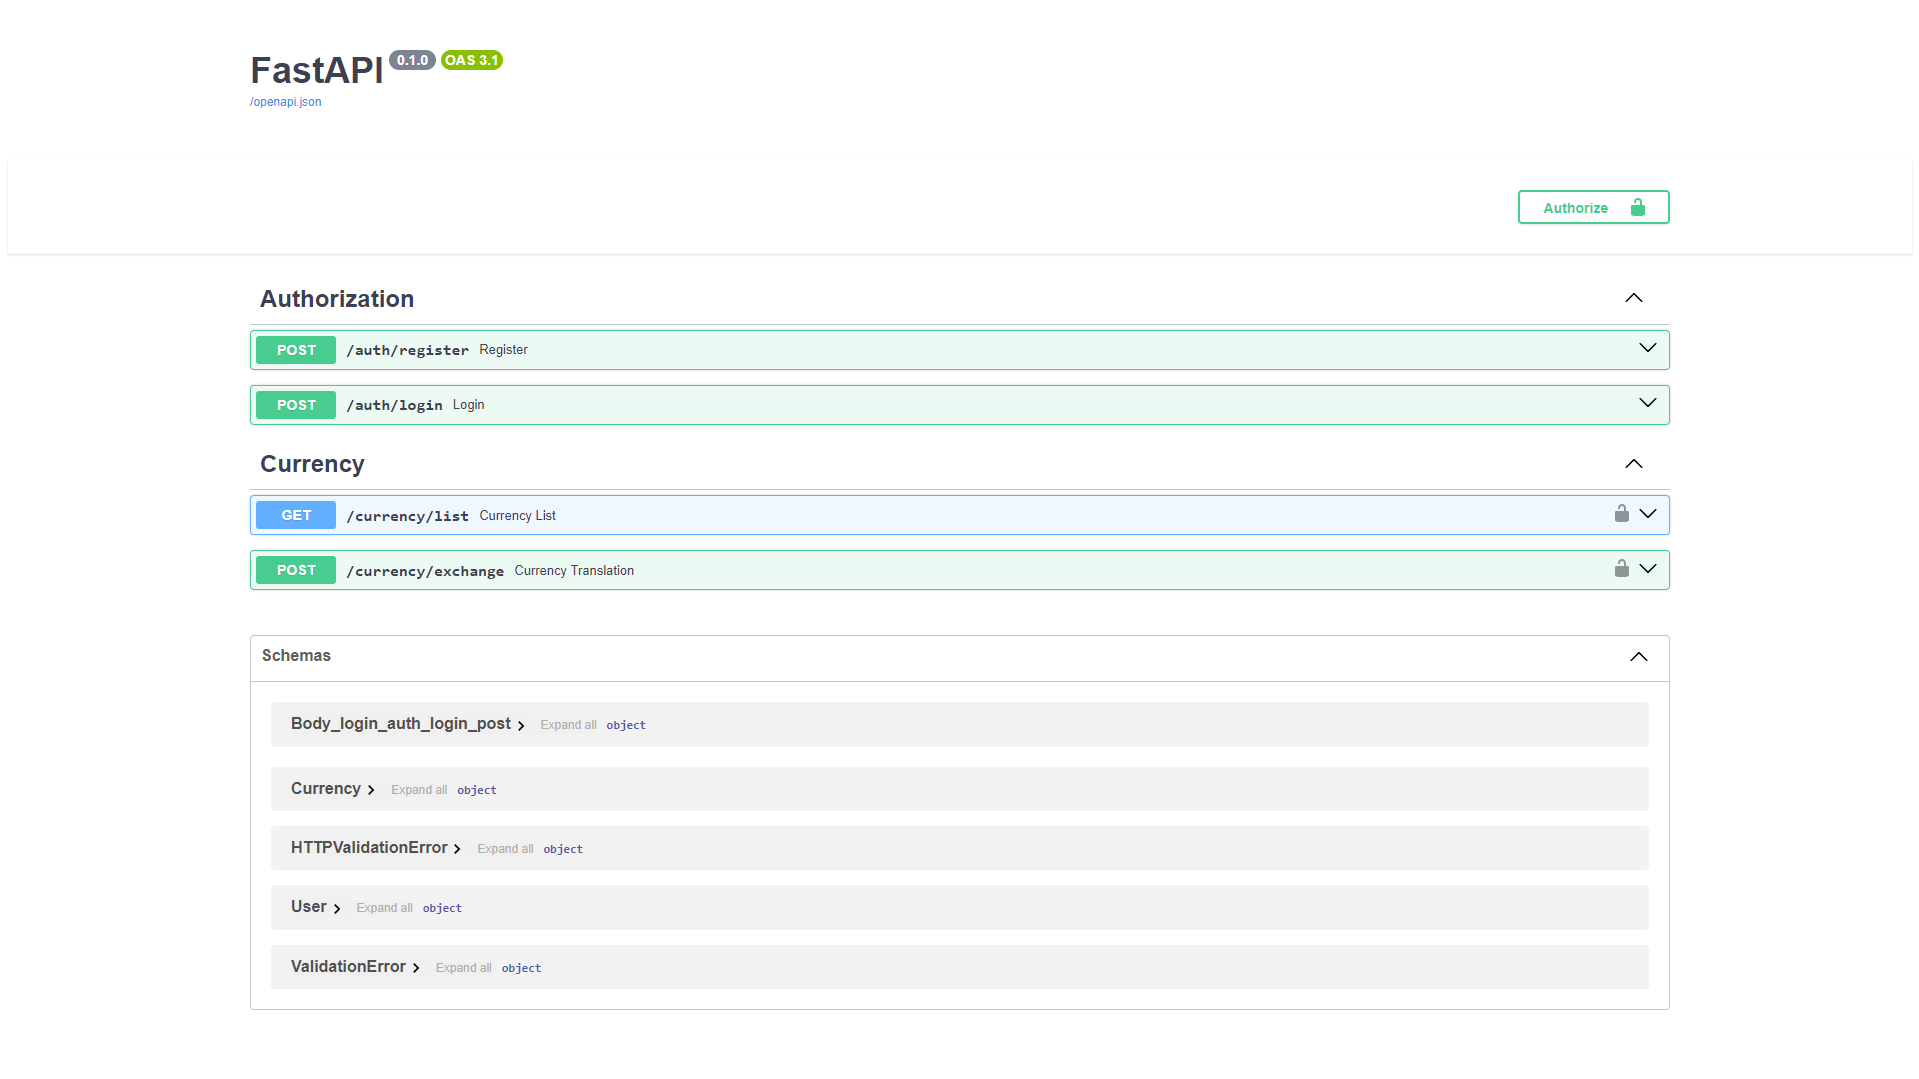 FastAPI 0.1.0 OAS 3.1
/openapi.json
Authorize
Authorization
POST /auth/register Register
POST /auth/login Login
Currency
GET /currency/list Currency List
POST /currency/exchange Currency Translation
Schemas
Body_login_auth_login_post Expand all object
Currency Expand all object
HTTPValidationError Expand all object
User Expand all object
ValidationError Expand all object